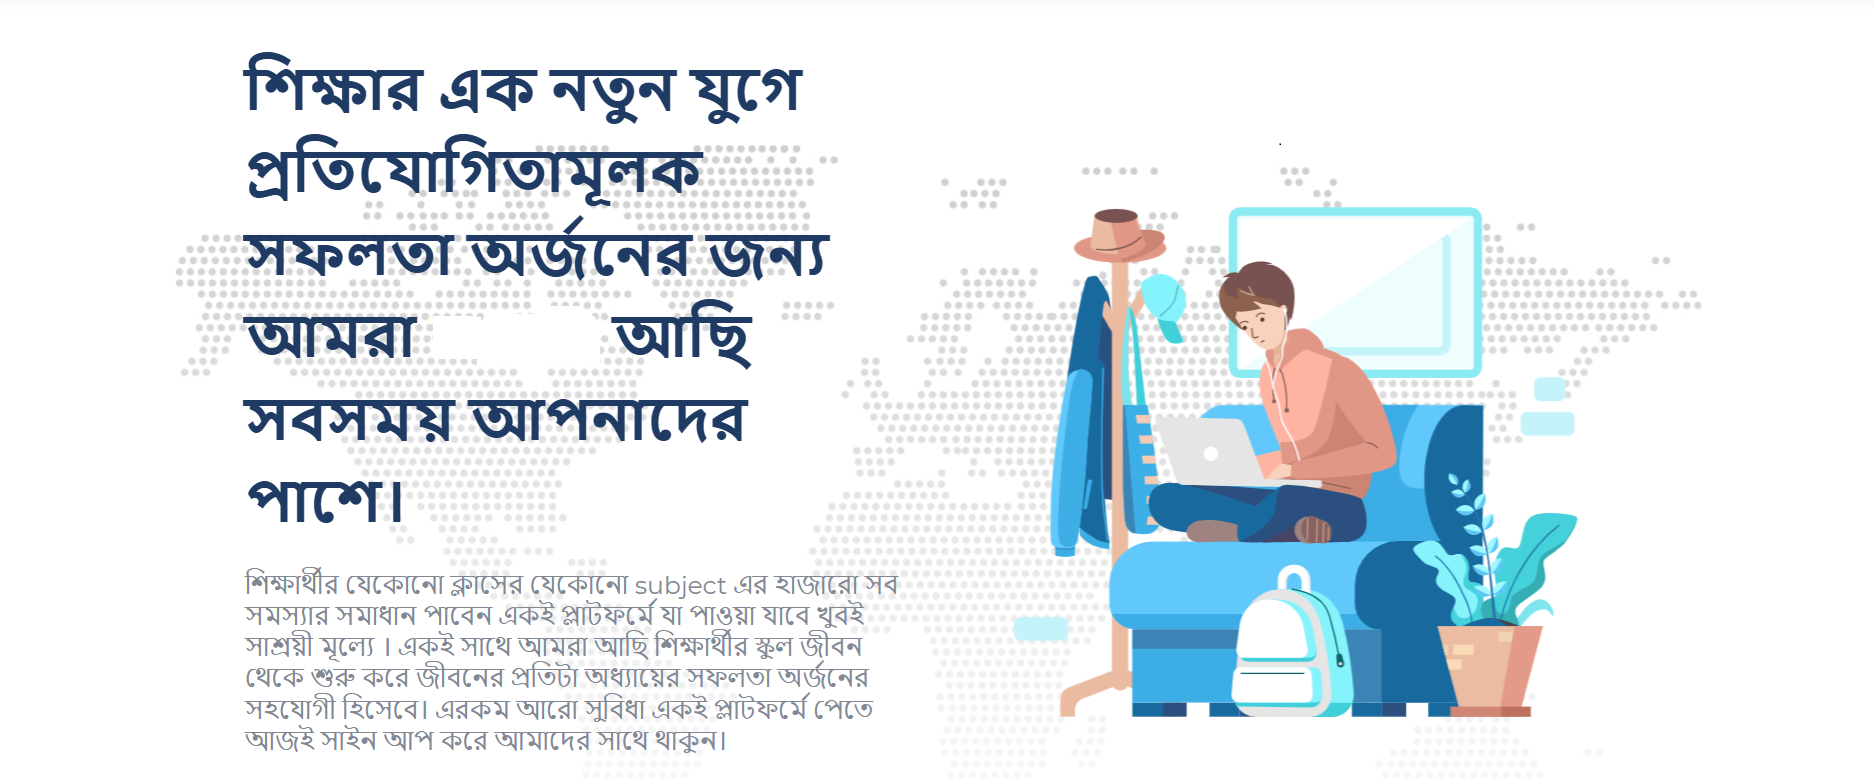 শিক্ষার এক নতুন যুগে
প্রতিযোগিতামূলক
সফলতা অর্জনের জন্য
আমরা আছি
সবসময় আপনাদের
পাশে।
শিক্ষার্থীর যেকোনো ক্লাসের যেকোনো subject এর হাজারো সব
সমস্যার সমাধান পাবেন একই প্লাটফর্মে যা পাওয়া যাবে খুবই
সাশ্রয়ী মূল্যে । একই সাথে আমরা আছি শিক্ষার্থীর স্কুল জীবন
থেকে শুরু করে জীবনের প্রতিটা অধ্যায়ের সফলতা অর্জনের
সহযোগী হিসেবে। এরকম আরো সুবিধা একই প্লাটফর্মে পেতে
আজই সাইন আপ করে আমাদের সাথে থাকুন।